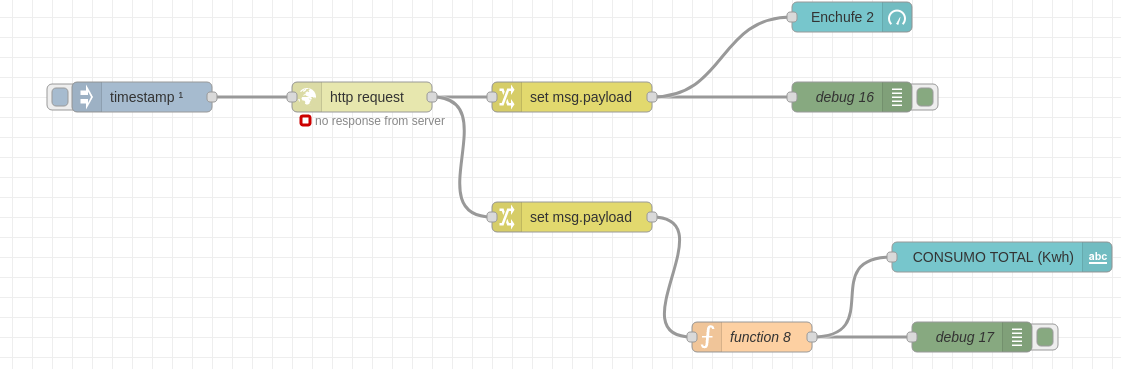 Enchufe 2
timestamp ¹
http request
set msg.payload
debug 16
no response from server
set msg.payload
CONSUMO TOTAL (Kwh)
abc
function 8
debug 17